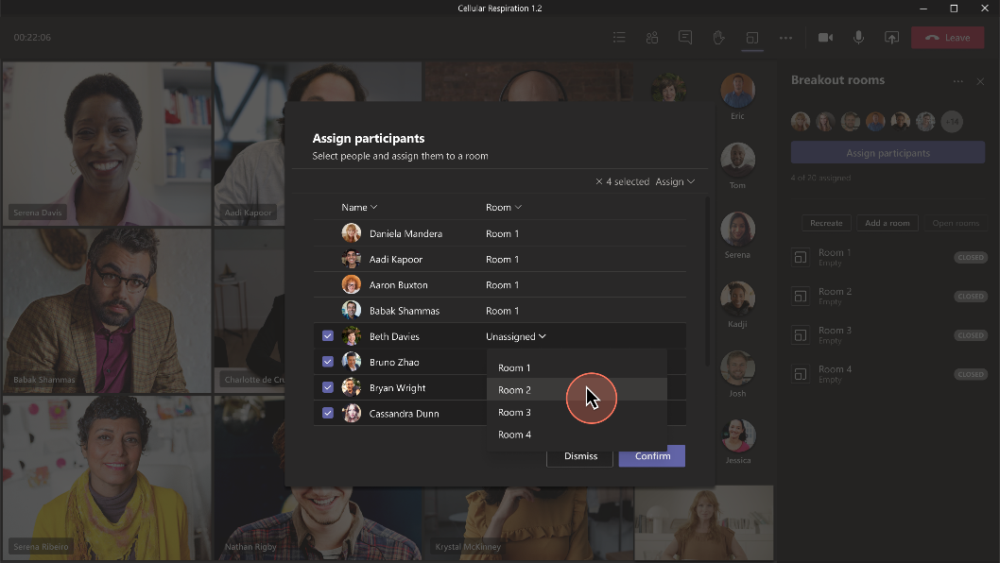 Cellular Respiration 1.2
00:22:06
Leave
Breakout rooms
+14
Assign participants
4 of 20 assigned
Recreate
Add a room
Open rooms
Room 1
Empty
CLOSED
Room 2
Empty
CLOSED
Room 3
Empty
CLOSED
Room 4
Empty
CLOSED
Assign participants
Select people and assign them to a room
4 selected Assign
Name Room
Daniela Mandera Room 1
Aadi Kapoor Room 1
Aaron Buxton Room 1
Babak Shammas Room 1
Beth Davies Unassigned
Bruno Zhao
Bryan Wright
Cassandra Dunn
Room 1
Room 2
Room 3
Room 4
Dismiss Confirm
Serena Davis
Aadi Kapoor
Babak Shammas
Charlotte de Cru
Serena Ribeiro
Nathan Rigby
Krystal McKinney
Eric
Tom
Serena
Kadji
Josh
Jessica